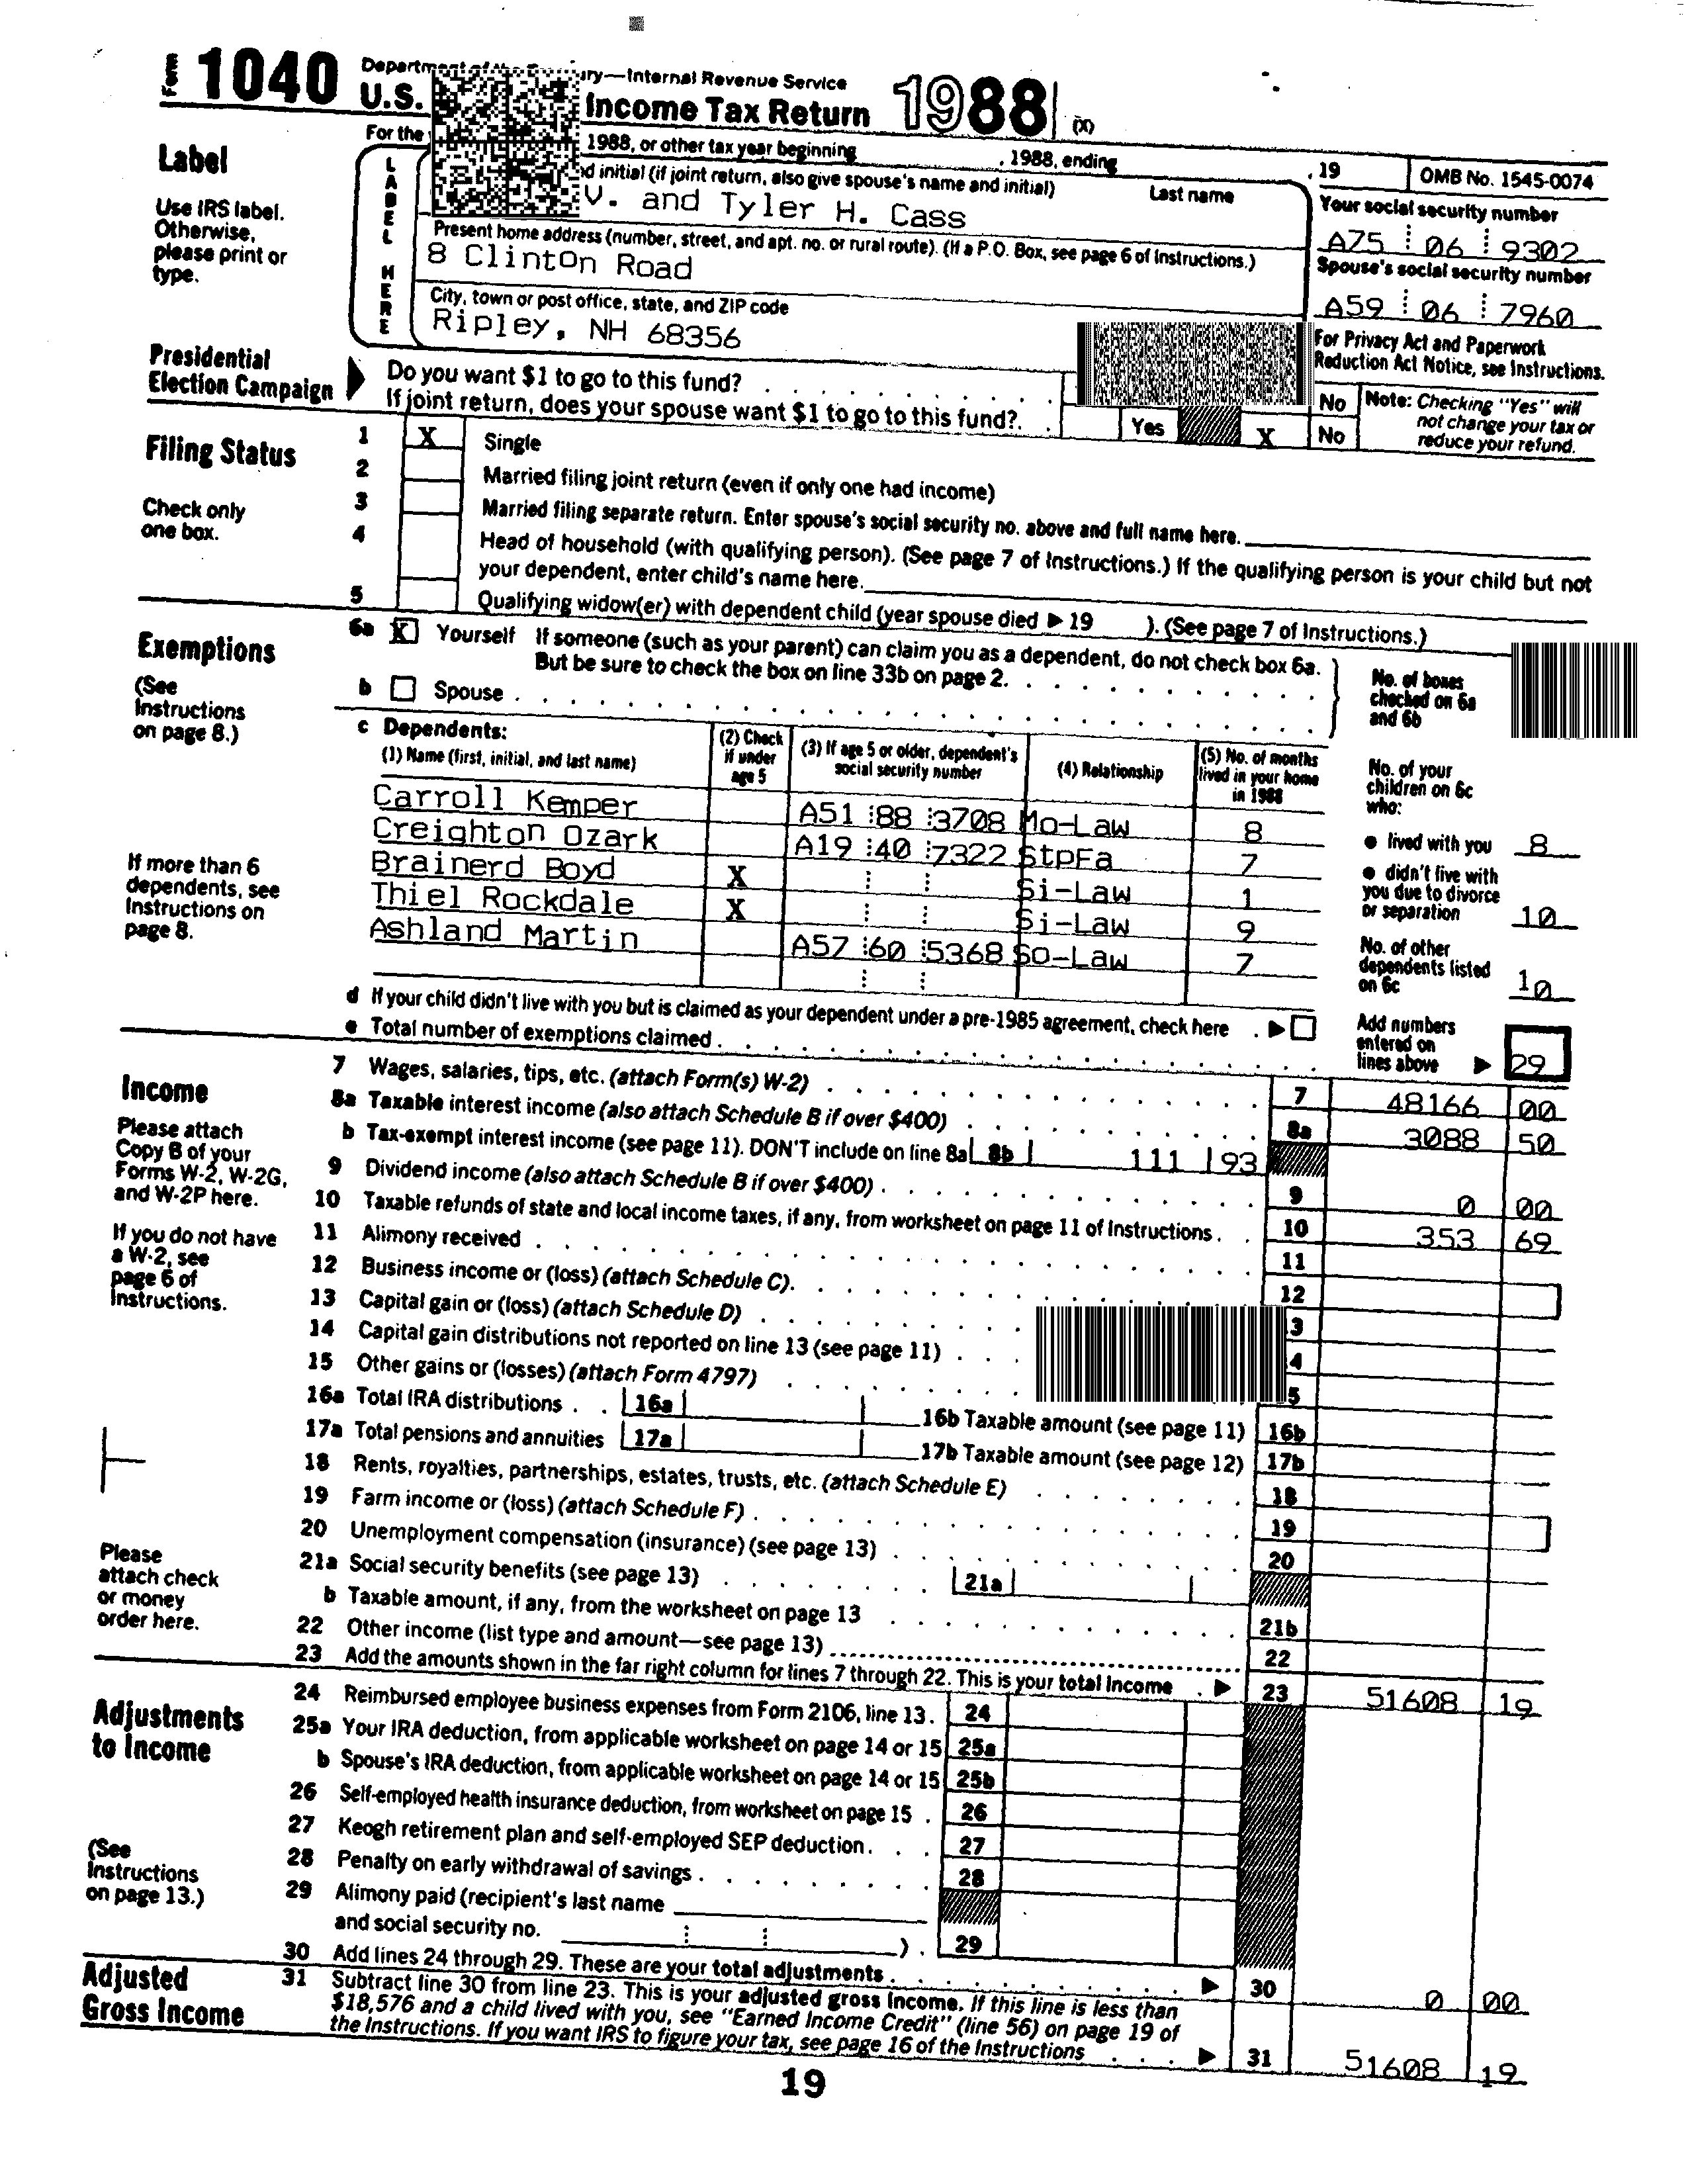 Form 1040 Department of the Treasury—Internal Revenue Service
U.S. Income Tax Return 1988 (X)
For the 1988, or other tax year beginning , 1988, ending , 19 OMB No. 1545-0074
Label
Use IRS label.
Otherwise,
please print or
type.
LABEL HERE
initial (if joint return, also give spouse's name and initial) Last name
V. and Tyler H. Cass
Your social security number
A75 06 9302
Present home address (number, street, and apt. no. or rural route). (If a P.O. Box, see page 6 of Instructions.)
8 Clinton Road
Spouse's social security number
A59 06 7960
City, town or post office, state, and ZIP code
Ripley, NH 68356
For Privacy Act and Paperwork
Reduction Act Notice, see Instructions.
Presidential
Election Campaign
Do you want $1 to go to this fund? No
If joint return, does your spouse want $1 to go to this fund? Yes X No
Note: Checking "Yes" will
not change your tax or
reduce your refund.
Filing Status
Check only
one box.
1 X Single
2 Married filing joint return (even if only one had income)
3 Married filing separate return. Enter spouse's social security no. above and full name here.
4 Head of household (with qualifying person). (See page 7 of Instructions.) If the qualifying person is your child but not
your dependent, enter child's name here.
5 Qualifying widow(er) with dependent child (year spouse died ▶ 19 ). (See page 7 of Instructions.)
Exemptions
(See
Instructions
on page 8.)
6a X Yourself If someone (such as your parent) can claim you as a dependent, do not check box 6a.
But be sure to check the box on line 33b on page 2.
b Spouse
No. of boxes
checked on 6a
and 6b
c Dependents:
(1) Name (first, initial, and last name) (2) Check if under age 5 (3) If age 5 or older, dependent's social security number (4) Relationship (5) No. of months lived in your home in 1988
Carroll Kemper A51 88 3708 Mo-Law 8
Creighton Ozark A19 40 7322 StpFa 7
Brainerd Boyd X Si-Law 1
Thiel Rockdale X Si-Law 9
Ashland Martin A57 60 5368 So-Law 7
If more than 6
dependents, see
Instructions on
page 8.
No. of your
children on 6c
who:
● lived with you 8
● didn't live with
you due to divorce
or separation 10
No. of other
dependents listed
on 6c 10
d If your child didn't live with you but is claimed as your dependent under a pre-1985 agreement, check here ▶
e Total number of exemptions claimed
Add numbers
entered on
lines above ▶ 29
Income
Please attach
Copy B of your
Forms W-2, W-2G,
and W-2P here.
If you do not have
a W-2, see
page 6 of
Instructions.
7 Wages, salaries, tips, etc. (attach Form(s) W-2) 7 48166 00
8a Taxable interest income (also attach Schedule B if over $400) 8a 3088 50
b Tax-exempt interest income (see page 11). DON'T include on line 8a 8b 111 93
9 Dividend income (also attach Schedule B if over $400) 9 0 00
10 Taxable refunds of state and local income taxes, if any, from worksheet on page 11 of Instructions. 10 353 69
11 Alimony received 11
12 Business income or (loss) (attach Schedule C). 12
13 Capital gain or (loss) (attach Schedule D) 3
14 Capital gain distributions not reported on line 13 (see page 11) 4
15 Other gains or (losses) (attach Form 4797) 5
16a Total IRA distributions 16a 16b Taxable amount (see page 11) 16b
17a Total pensions and annuities 17a 17b Taxable amount (see page 12) 17b
18 Rents, royalties, partnerships, estates, trusts, etc. (attach Schedule E) 18
19 Farm income or (loss) (attach Schedule F) 19
20 Unemployment compensation (insurance) (see page 13) 20
21a Social security benefits (see page 13) 21a
b Taxable amount, if any, from the worksheet on page 13 21b
22 Other income (list type and amount—see page 13) 22
23 Add the amounts shown in the far right column for lines 7 through 22. This is your total income ▶ 23 51608 19
Please
attach check
or money
order here.
Adjustments
to Income
(See
Instructions
on page 13.)
24 Reimbursed employee business expenses from Form 2106, line 13. 24
25a Your IRA deduction, from applicable worksheet on page 14 or 15 25a
b Spouse's IRA deduction, from applicable worksheet on page 14 or 15 25b
26 Self-employed health insurance deduction, from worksheet on page 15 26
27 Keogh retirement plan and self-employed SEP deduction 27
28 Penalty on early withdrawal of savings 28
29 Alimony paid (recipient's last name
and social security no. ). 29
30 Add lines 24 through 29. These are your total adjustments ▶ 30 0 00
Adjusted
Gross Income
31 Subtract line 30 from line 23. This is your adjusted gross income. If this line is less than
$18,576 and a child lived with you, see "Earned Income Credit" (line 56) on page 19 of
the Instructions. If you want IRS to figure your tax, see page 16 of the Instructions ▶ 31 51608 19
19